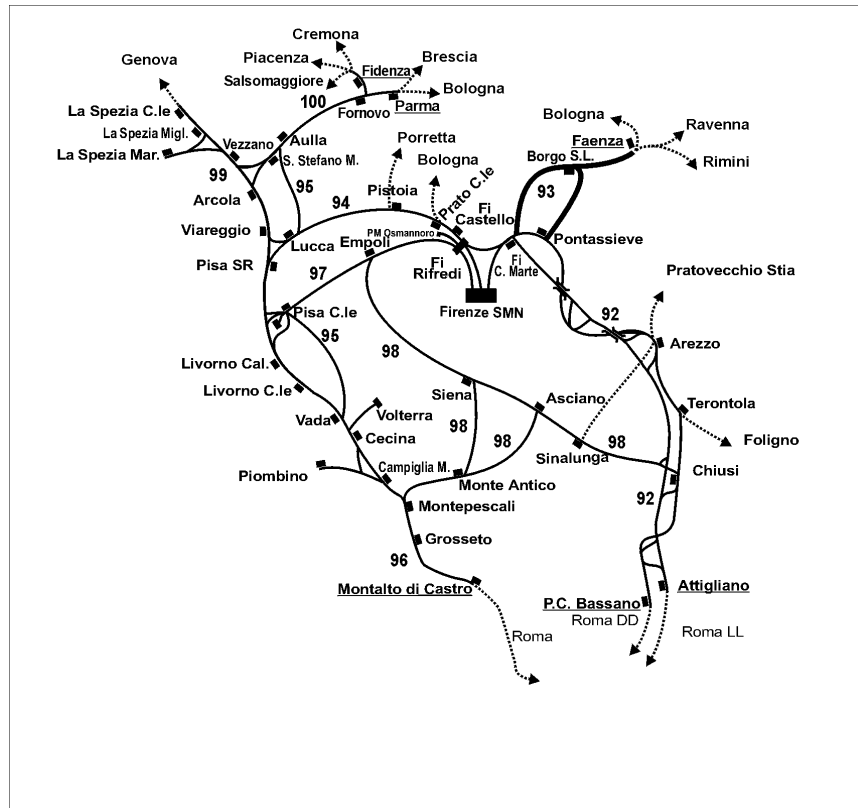 Cremona
Genova
Piacenza
Brescia
Salsomaggiore
Fidenza
Bologna
100
La Spezia C.le
Fornovo
Parma
La Spezia Migl.
Vezzano
Aulla
La Spezia Mar.
S. Stefano M.
Porretta
Bologna
Bologna
Faenza
Ravenna
Borgo S.L.
Rimini
99
Arcola
95
94
Pistoia
Prato C.le
Fi
Castello
93
Viareggio
Lucca
Empoli
PM Osmannoro
Pontassieve
Pisa SR
97
Fi
Rifredi
Fi
C. Marte
Pratovecchio Stia
Firenze SMN
Pisa C.le
92
95
Arezzo
98
Livorno Cal.
Livorno C.le
Siena
Asciano
Terontola
Vada
Volterra
98
98
Foligno
Cecina
98
Sinalunga
Piombino
Campiglia M.
Monte Antico
Chiusi
Montepescali
92
Grosseto
96
Montalto di Castro
Attigliano
P.C. Bassano
Roma
Roma DD
Roma LL